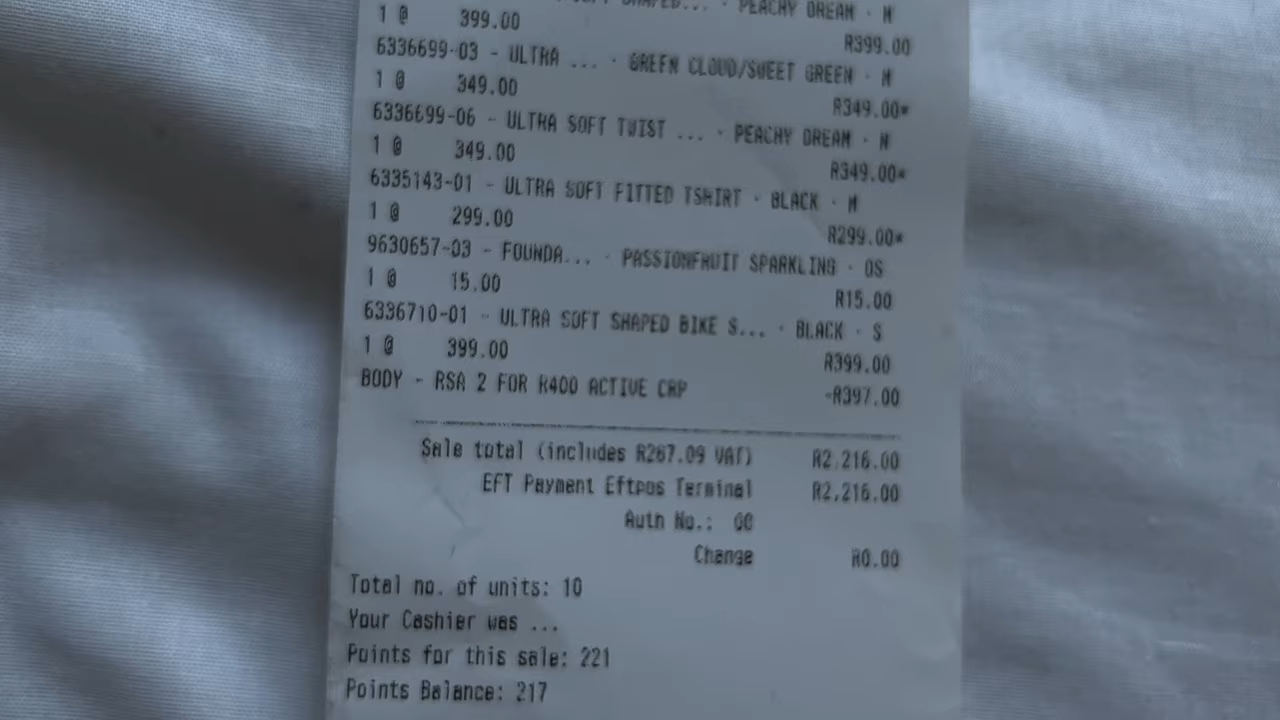 SOFT SHAPED... · PEACHY DREAM · M
1 @ 399.00 R399.00
6336699-03 - ULTRA ... · GREEN CLOUD/SWEET GREEN · M
1 @ 349.00 R349.00*
6336699-06 - ULTRA SOFT TWIST ... · PEACHY DREAM · M
1 @ 349.00 R349.00*
6335143-01 - ULTRA SOFT FITTED TSHIRT · BLACK · M
1 @ 299.00 R299.00*
9630657-03 - FOUNDA... · PASSIONFRUIT SPARKLING · OS
1 @ 15.00 R15.00
6336710-01 - ULTRA SOFT SHAPED BIKE S... · BLACK · S
1 @ 399.00 R399.00
BODY - RSA 2 FOR R400 ACTIVE CRP -R397.00
Sale total (includes R267.09 VAT) R2,216.00
EFT Payment Eftpos Terminal R2,216.00
Auth No.: 00
Change R0.00
Total no. of units: 10
Your Cashier was ...
Points for this sale: 221
Points Balance: 217